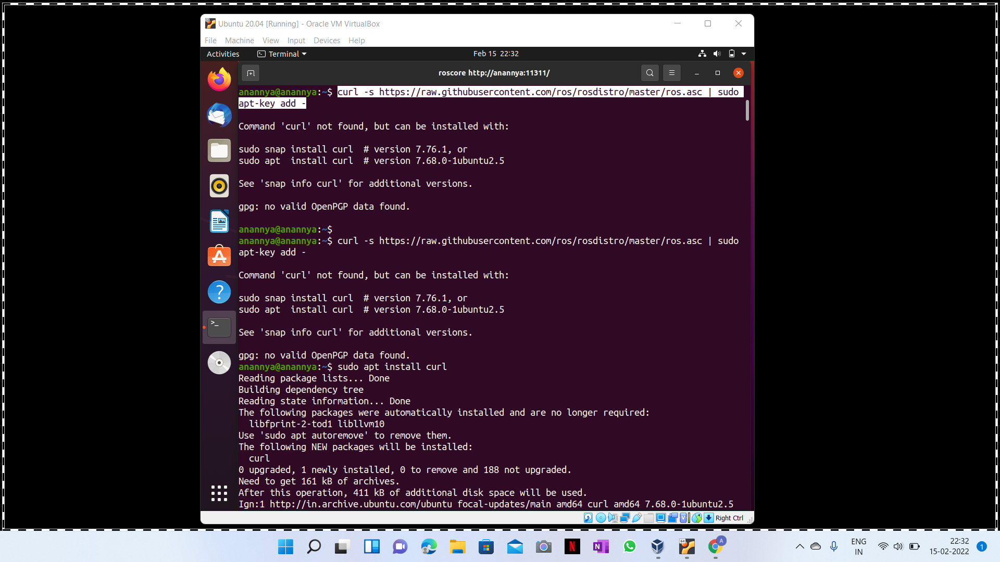 Ubuntu 20.04 [Running] - Oracle VM VirtualBox
File Machine View Input Devices Help
Activities Terminal Feb 15 22:32
roscore http://anannya:11311/
anannya@anannya:~$ curl -s https://raw.githubusercontent.com/ros/rosdistro/master/ros.asc | sudo
apt-key add -
Command 'curl' not found, but can be installed with:
sudo snap install curl  # version 7.76.1, or
sudo apt  install curl  # version 7.68.0-1ubuntu2.5
See 'snap info curl' for additional versions.
gpg: no valid OpenPGP data found.
anannya@anannya:~$
anannya@anannya:~$ curl -s https://raw.githubusercontent.com/ros/rosdistro/master/ros.asc | sudo
apt-key add -
Command 'curl' not found, but can be installed with:
sudo snap install curl  # version 7.76.1, or
sudo apt  install curl  # version 7.68.0-1ubuntu2.5
See 'snap info curl' for additional versions.
gpg: no valid OpenPGP data found.
anannya@anannya:~$ sudo apt install curl
Reading package lists... Done
Building dependency tree
Reading state information... Done
The following packages were automatically installed and are no longer required:
  libfprint-2-tod1 libllvm10
Use 'sudo apt autoremove' to remove them.
The following NEW packages will be installed:
  curl
0 upgraded, 1 newly installed, 0 to remove and 188 not upgraded.
Need to get 161 kB of archives.
After this operation, 411 kB of additional disk space will be used.
Ign:1 http://in.archive.ubuntu.com/ubuntu focal-updates/main amd64 curl amd64 7.68.0-1ubuntu2.5
Right Ctrl
ENG
IN
22:32
15-02-2022
1